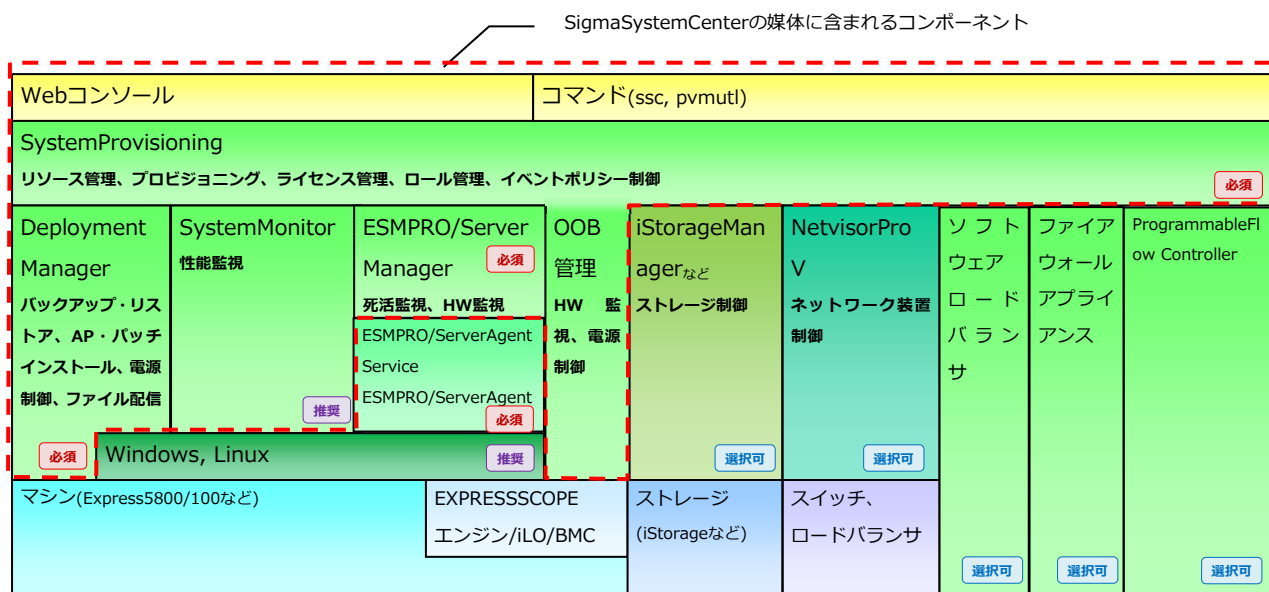 SigmaSystemCenterの媒体に含まれるコンポーネント
Webコンソール
コマンド(ssc, pvmutl)
SystemProvisioning
リソース管理、プロビジョニング、ライセンス管理、ロール管理、イベントポリシー制御
必須
Deployment
Manager
バックアップ・リス
トア、AP・パッチ
インストール、電源
制御、ファイル配信
必須
SystemMonitor
性能監視
推奨
ESMPRO/Server
Manager
必須
死活監視、HW監視
ESMPRO/ServerAgent
Service
ESMPRO/ServerAgent
必須
OOB
管理
HW 監
視、電源
制御
iStorageMan
agerなど
ストレージ制御
選択可
NetvisorPro
V
ネットワーク装置
制御
選択可
ソフト
ウェア
ロード
バラン
サ
選択可
ファイア
ウォール
アプライ
アンス
選択可
ProgrammableFl
ow Controller
選択可
Windows, Linux
推奨
マシン(Express5800/100など)
EXPRESSSCOPE
エンジン/iLO/BMC
ストレージ
(iStorageなど)
スイッチ、
ロードバランサ